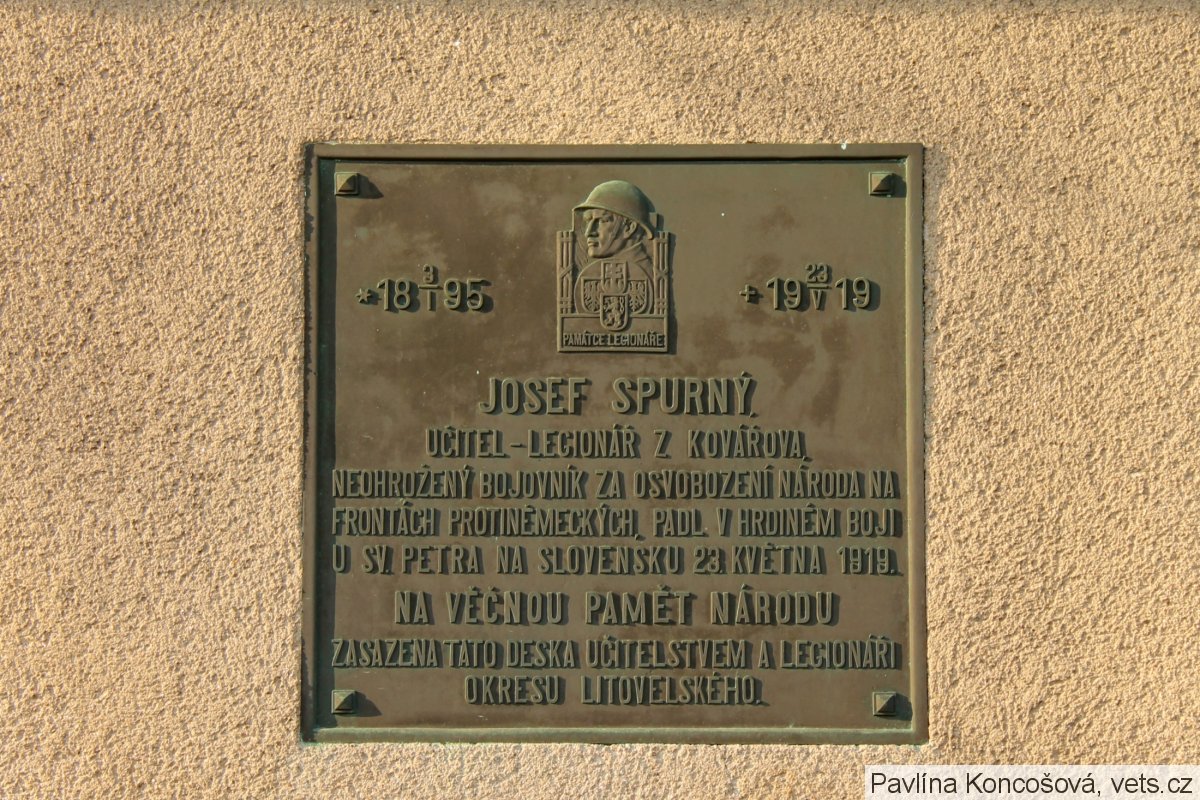 *18 3/I 95
+19 23/V 19
PAMÁTCE LEGIONÁŘE
JOSEF SPURNÝ,
UČITEL-LEGIONÁŘ Z KOVÁŘOVA,
NEOHROŽENÝ BOJOVNÍK ZA OSVOBOZENÍ NÁRODA NA
FRONTÁCH PROTINĚMECKÝCH, PADL V HRDINÉM BOJI
U SV. PETRA NA SLOVENSKU 23. KVĚTNA 1919.
NA VĚČNOU PAMĚT NÁRODU
ZASAZENA TATO DESKA UČITELSTVEM A LEGIONÁŘI
OKRESU LITOVELSKÉHO.
Pavlína Koncošová, vets.cz